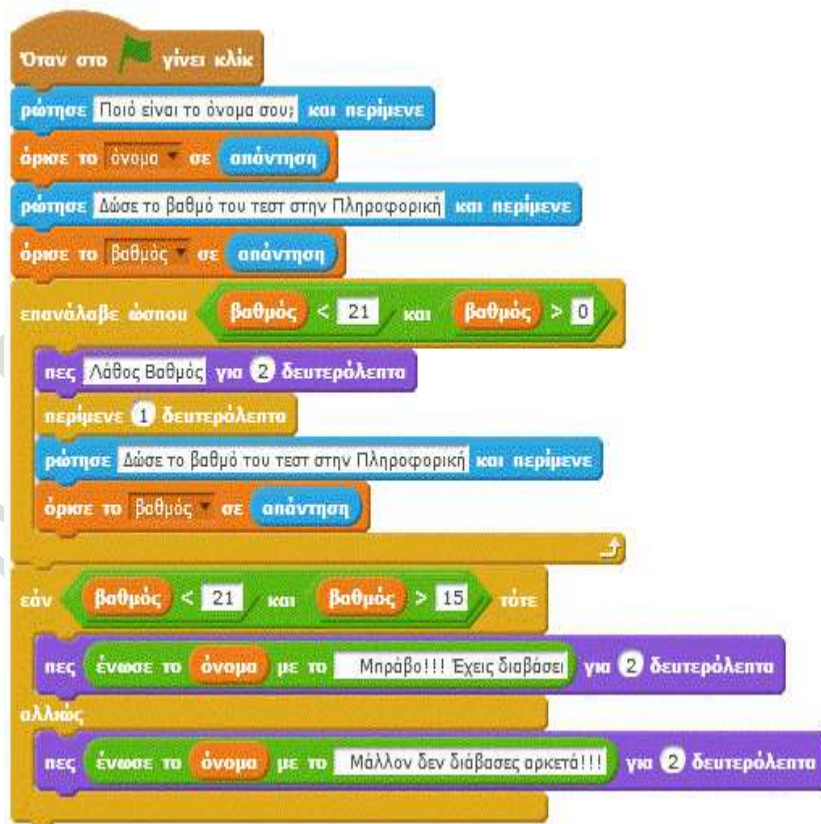 Όταν στο γίνει κλίκ
ρώτησε Ποιό είναι το όνομα σου; και περίμενε
όρισε το όνομα σε απάντηση
ρώτησε Δώσε το βαθμό του τεστ στην Πληροφορική και περίμενε
όρισε το βαθμός σε απάντηση
επανάλαβε ώσπου βαθμός < 21 και βαθμός > 0
πες Λάθος Βαθμός για 2 δευτερόλεπτα
περίμενε 1 δευτερόλεπτα
ρώτησε Δώσε το βαθμό του τεστ στην Πληροφορική και περίμενε
όρισε το βαθμός σε απάντηση
εάν βαθμός < 21 και βαθμός > 15 τότε
πες ένωσε το όνομα με το Μπράβο!!! Έχεις διαβάσει για 2 δευτερόλεπτα
αλλιώς
πες ένωσε το όνομα με το Μάλλον δεν διάβασες αρκετά!!! για 2 δευτερόλεπτα